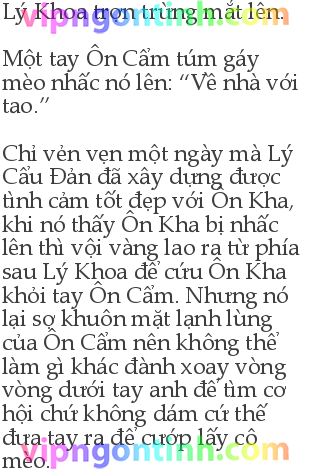 Lý Khoa trợn trừng mắt lên.
vipngontinh.com
Một tay Ôn Cẩm túm gáy
mèo nhấc nó lên: “Về nhà với
tao.”
Chỉ vẻn vẹn một ngày mà Lý
Cẩu Đản đã xây dựng được
tình cảm tốt đẹp với Ôn Kha,
khi nó thấy Ôn Kha bị nhấc
lên thì vội vàng lao ra từ phía
sau Lý Khoa để cứu Ôn Kha
khỏi tay Ôn Cẩm. Nhưng nó
lại sợ khuôn mặt lạnh lùng
của Ôn Cẩm nên không thể
làm gì khác đành xoay vòng
vòng dưới tay anh để tìm cơ
hội chứ không dám cứ thế
đưa tay ra để cướp lấy cô
mèo.
vipngontinh.com